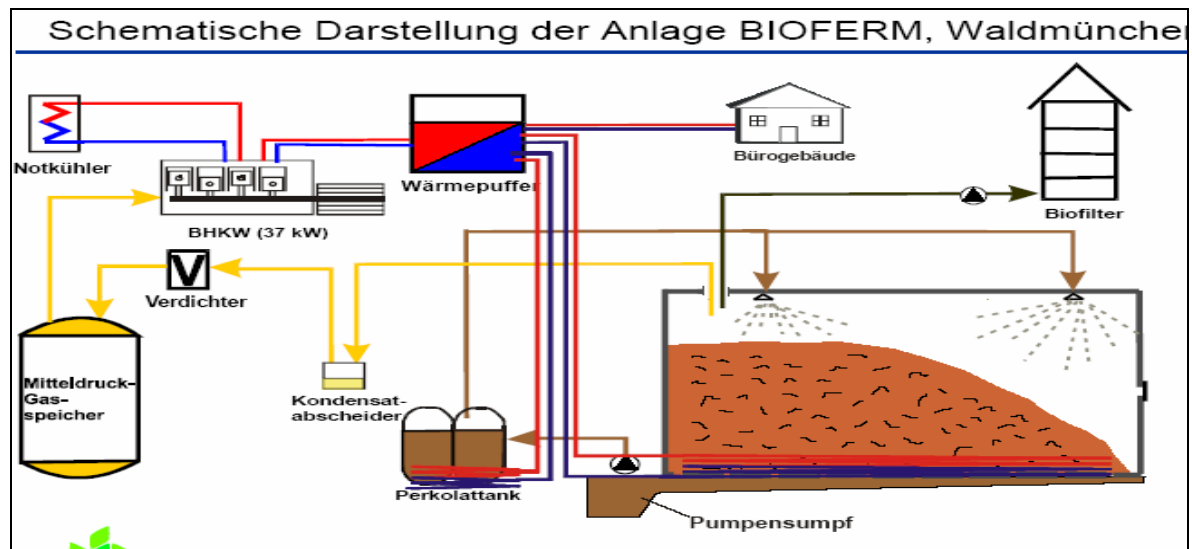 Schematische Darstellung der Anlage BIOFERM, Waldmünchen
Notkühler
Wärmepuffer
Bürogebäude
Biofilter
BHKW (37 kW)
V
Verdichter
Mitteldruck-
Gas-
speicher
Kondensat-
abscheider
Perkolattank
Pumpensumpf